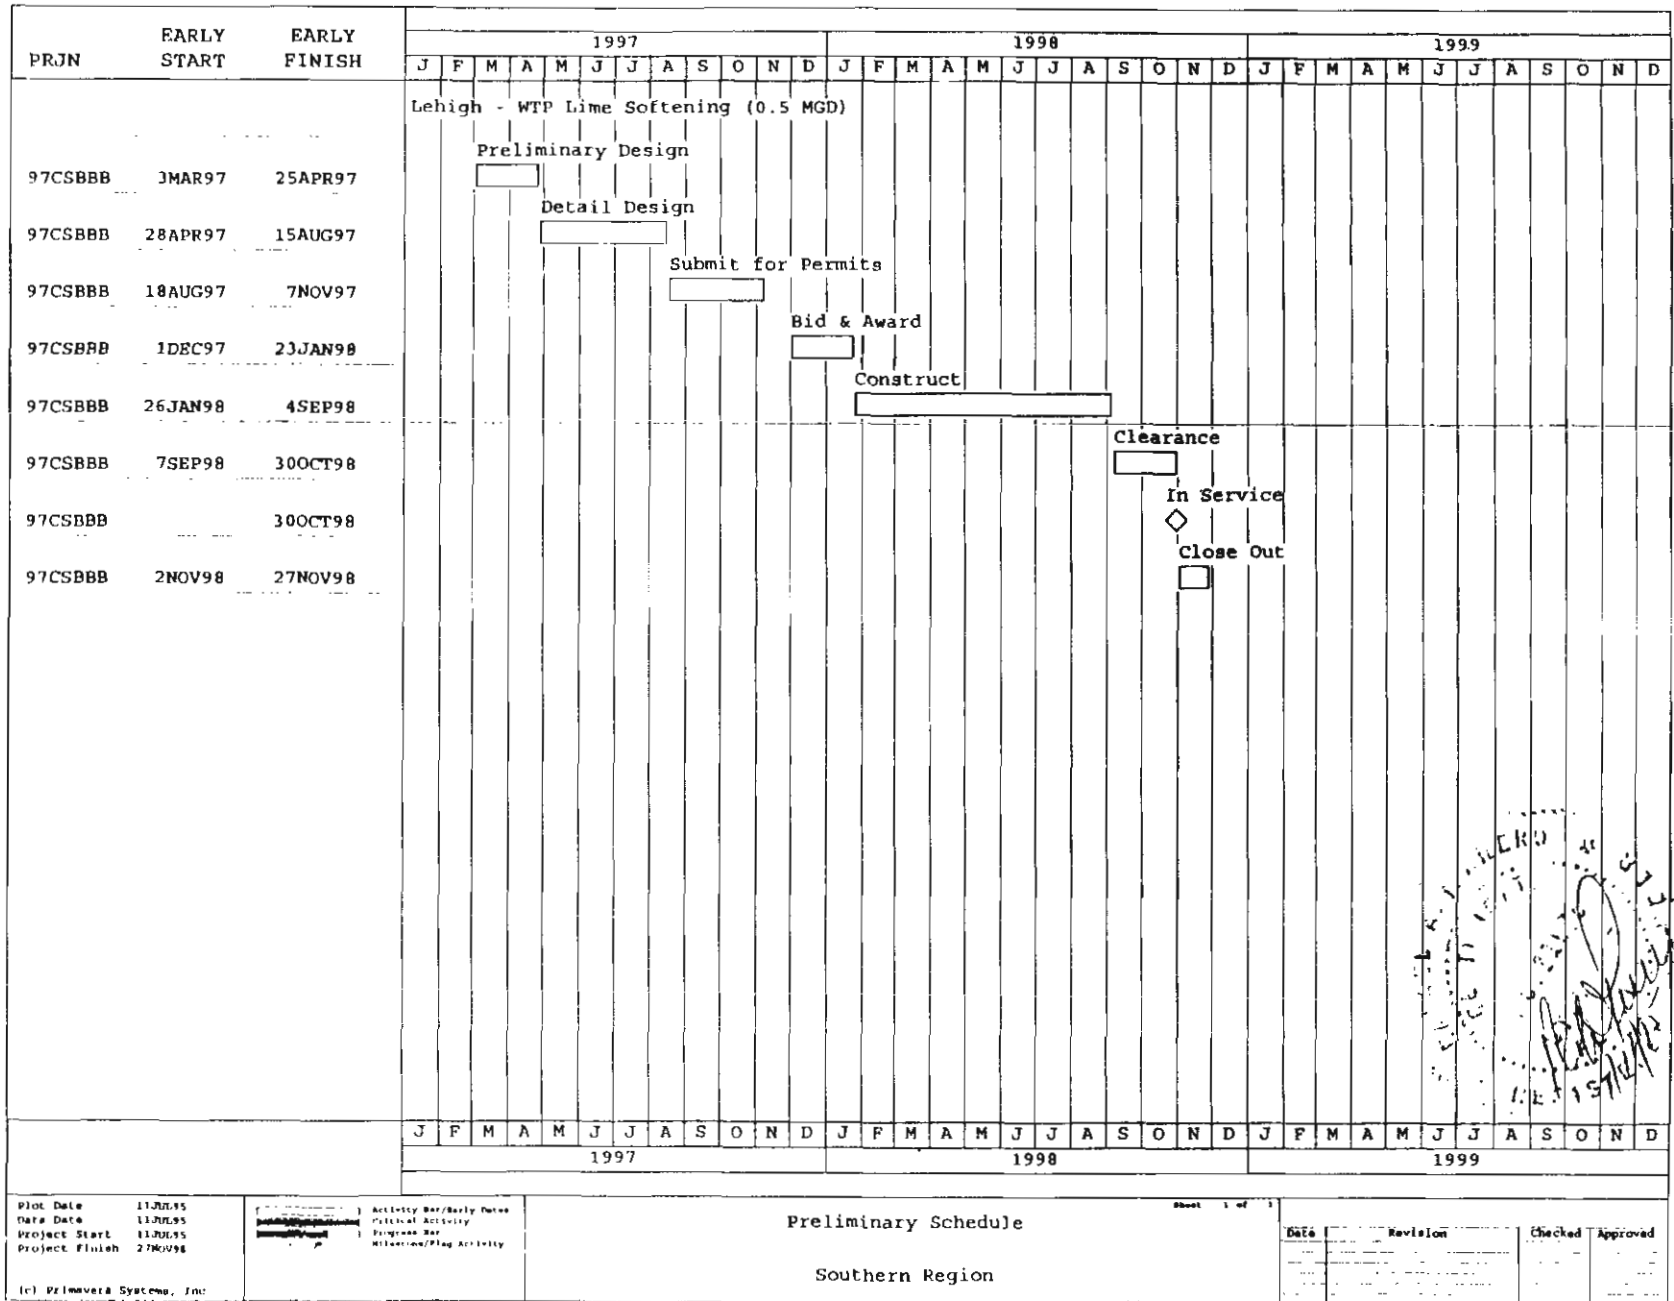 PRJN EARLY START EARLY FINISH
1997 1998 1999
J F M A M J J A S O N D J F M A M J J A S O N D J F M A M J J A S O N D
Lehigh - WTP Lime Softening (0.5 MGD)
Preliminary Design
97CSBBB 3MAR97 25APR97
Detail Design
97CSBBB 28APR97 15AUG97
Submit for Permits
97CSBBB 18AUG97 7NOV97
Bid & Award
97CSBBB 1DEC97 23JAN98
Construct
97CSBBB 26JAN98 4SEP98
Clearance
97CSBBB 7SEP98 30OCT98
In Service
97CSBBB 30OCT98
Close Out
97CSBBB 2NOV98 27NOV98
J F M A M J J A S O N D J F M A M J J A S O N D J F M A M J J A S O N D
1997 1998 1999
Plot Date 11JUL95
Data Date 11JUL95
Project Start 11JUL95
Project Finish 27NOV98
(c) Primavera Systems, Inc
Activity Bar/Early Dates
Critical Activity
Progress Bar
Milestone/Flag Activity
Preliminary Schedule
Southern Region
Sheet 1 of 1
Date Revision Checked Approved